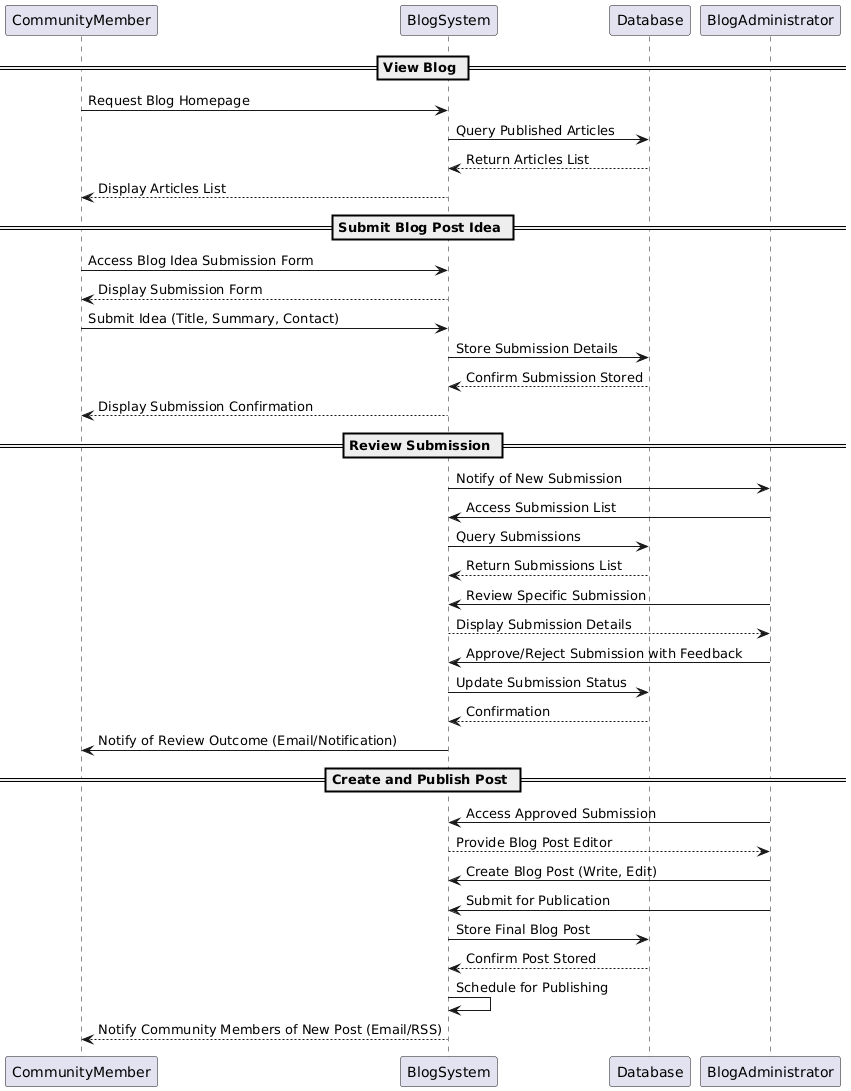 CommunityMember
BlogSystem
Database
BlogAdministrator
View Blog
Request Blog Homepage
Query Published Articles
Return Articles List
Display Articles List
Submit Blog Post Idea
Access Blog Idea Submission Form
Display Submission Form
Submit Idea (Title, Summary, Contact)
Store Submission Details
Confirm Submission Stored
Display Submission Confirmation
Review Submission
Notify of New Submission
Access Submission List
Query Submissions
Return Submissions List
Review Specific Submission
Display Submission Details
Approve/Reject Submission with Feedback
Update Submission Status
Confirmation
Notify of Review Outcome (Email/Notification)
Create and Publish Post
Access Approved Submission
Provide Blog Post Editor
Create Blog Post (Write, Edit)
Submit for Publication
Store Final Blog Post
Confirm Post Stored
Schedule for Publishing
Notify Community Members of New Post (Email/RSS)
CommunityMember
BlogSystem
Database
BlogAdministrator